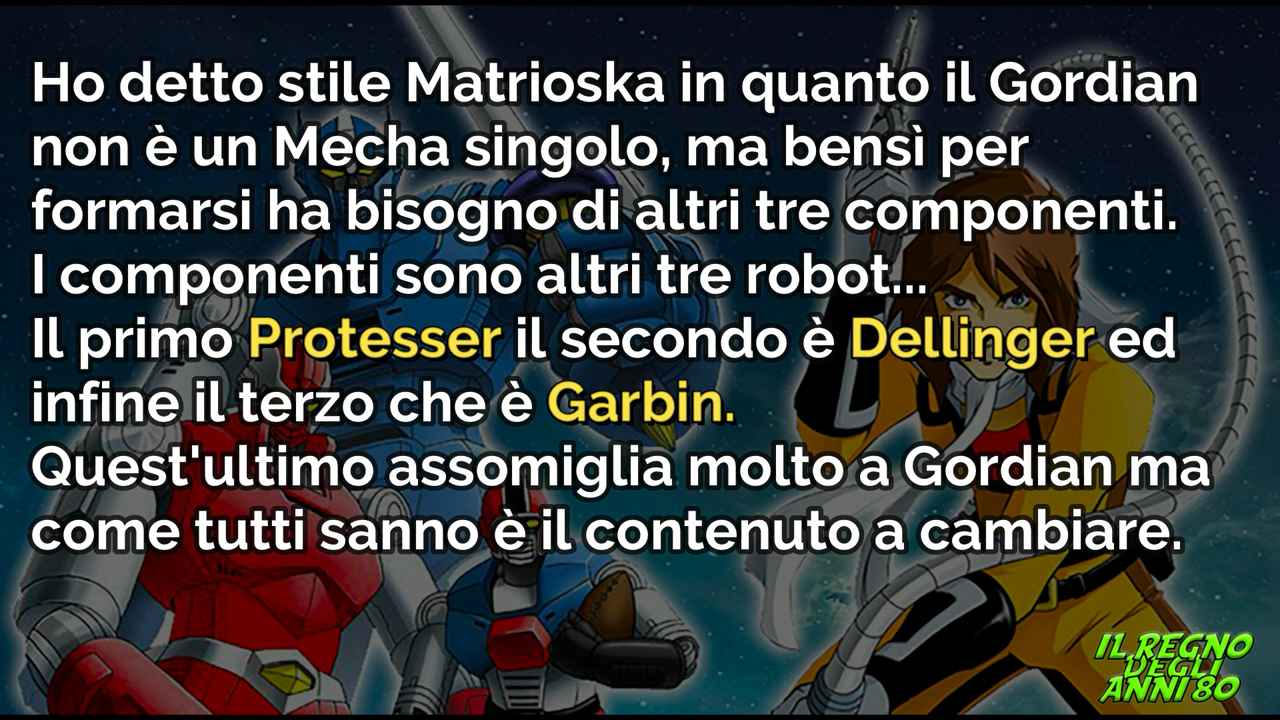 Ho detto stile Matrioska in quanto il Gordian
non è un Mecha singolo, ma bensì per
formarsi ha bisogno di altri tre componenti.
I componenti sono altri tre robot...
Il primo Protesser il secondo è Dellinger ed
infine il terzo che è Garbin.
Quest'ultimo assomiglia molto a Gordian ma
come tutti sanno è il contenuto a cambiare.
IL REGNO
DEGLI
ANNI 80